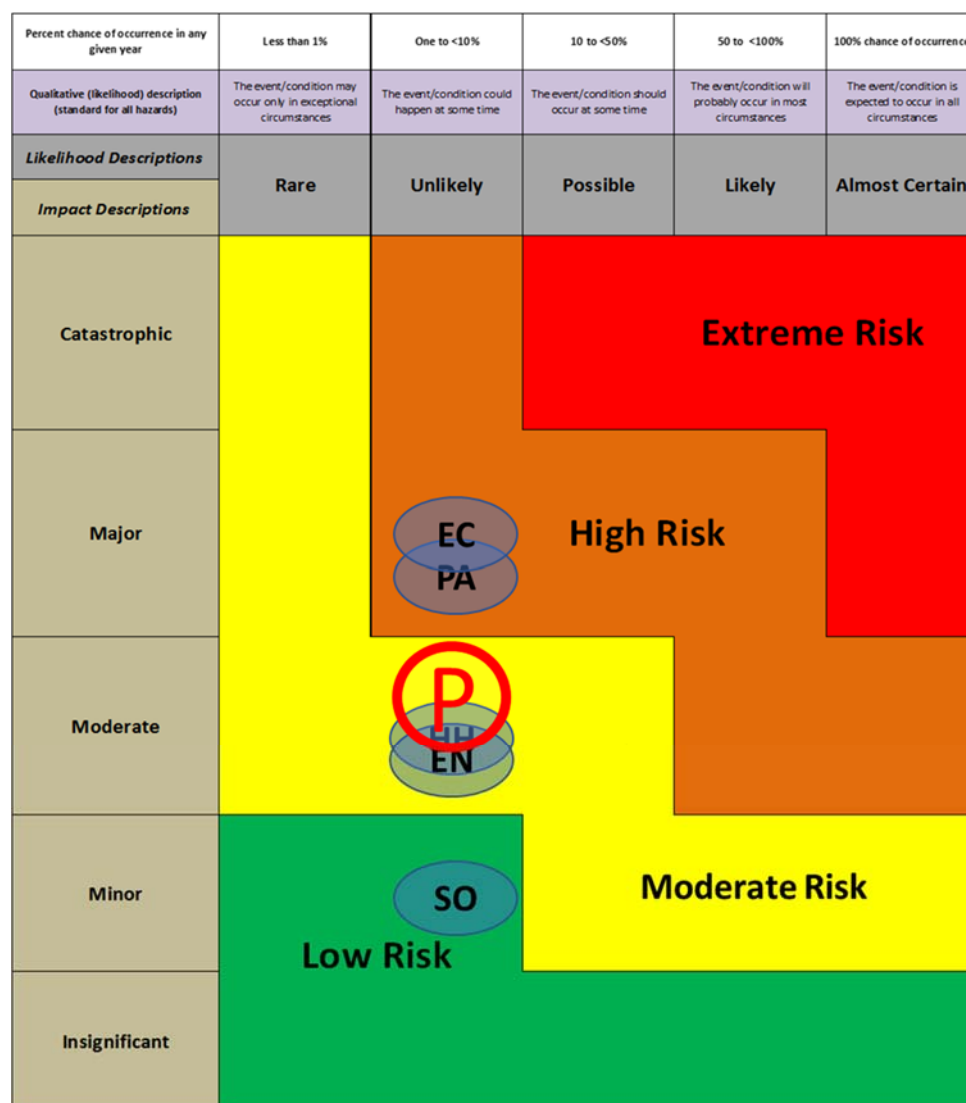 Percent chance of occurrence in any
given year
Less than 1%
One to <10%
10 to <50%
50 to <100%
100% chance of occurrence
Qualitative (likelihood) description
(standard for all hazards)
The event/condition may
occur only in exceptional
circumstances
The event/condition could
happen at some time
The event/condition should
occur at some time
The event/condition will
probably occur in most
circumstances
The event/condition is
expected to occur in all
circumstances
Likelihood Descriptions
Impact Descriptions
Rare
Unlikely
Possible
Likely
Almost Certain
Catastrophic
Extreme Risk
Major
EC
PA
High Risk
Moderate
P
HH
EN
Minor
SO
Moderate Risk
Low Risk
Insignificant